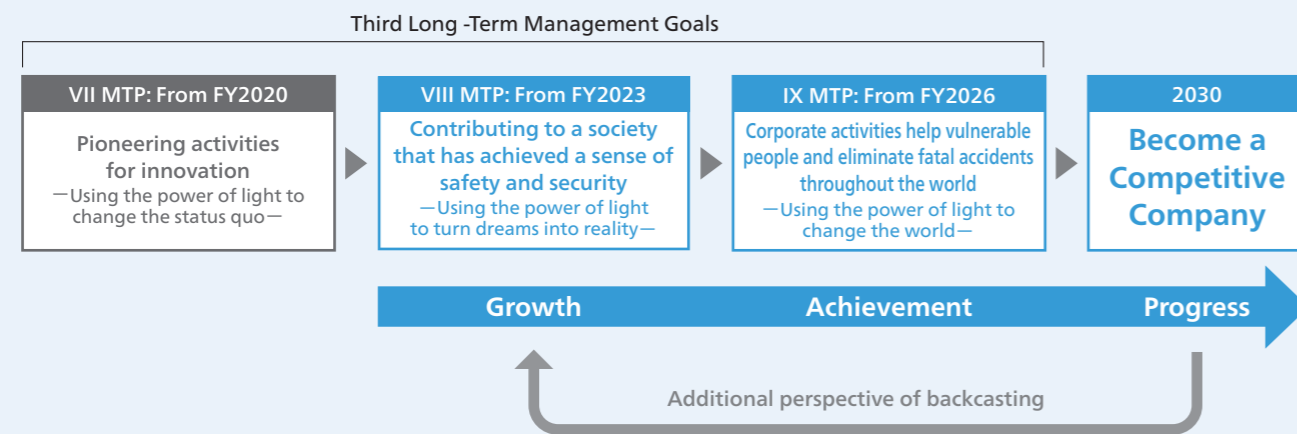 Third Long -Term Management Goals
VII MTP: From FY2020
Pioneering activities
for innovation
—Using the power of light to
change the status quo—
VIII MTP: From FY2023
Contributing to a society
that has achieved a sense of
safety and security
—Using the power of light
to turn dreams into reality—
IX MTP: From FY2026
Corporate activities help vulnerable
people and eliminate fatal accidents
throughout the world
—Using the power of light to
change the world—
2030
Become a
Competitive
Company
Growth
Achievement
Progress
Additional perspective of backcasting